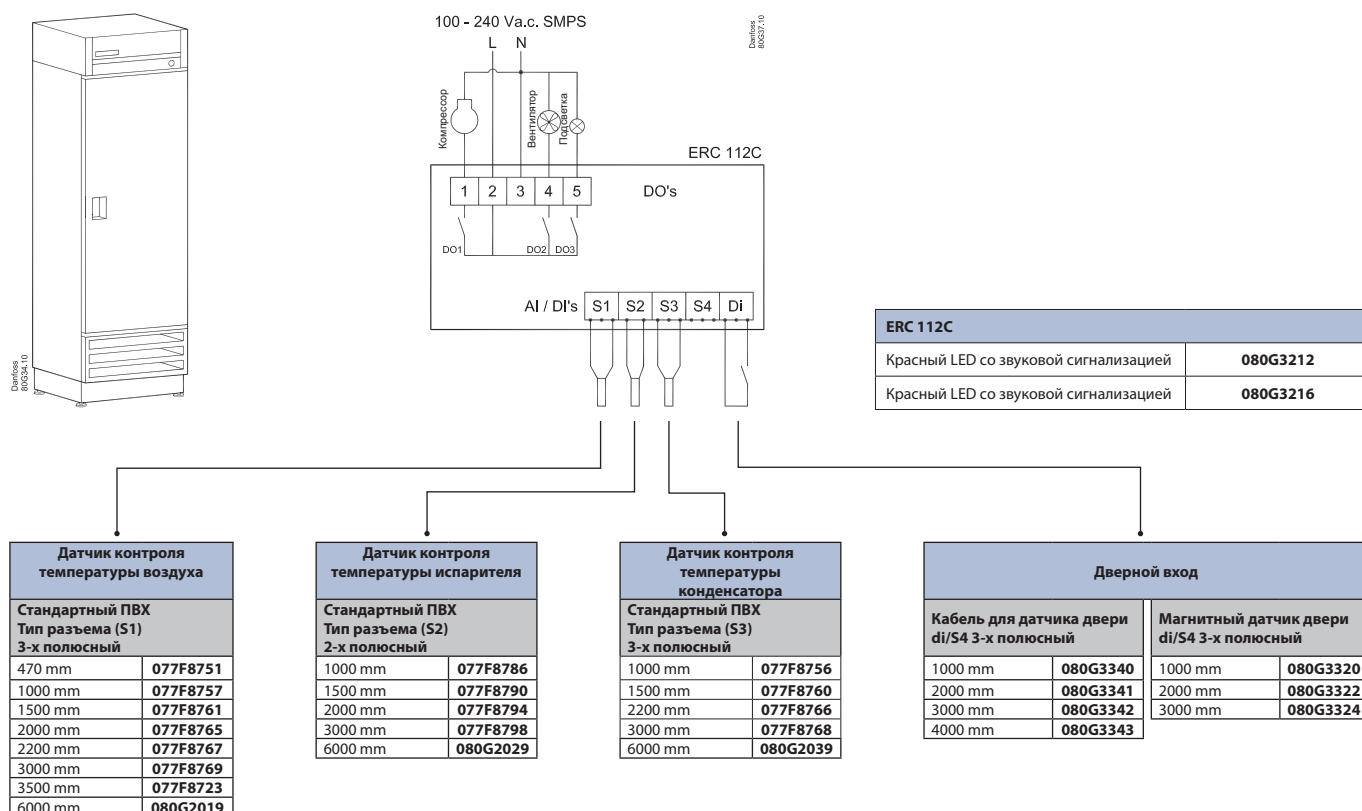 100 - 240 Va.c. SMPS
L N
Danfoss
80G37.10
Компрессор
Вентилятор
Подсветка
ERC 112C
1 2 3 4 5 DO's
DO1 DO2 DO3
AI / DI's S1 S2 S3 S4 Di
Danfoss
80G34.10
ERC 112C
Красный LED со звуковой сигнализацией 080G3212
Красный LED со звуковой сигнализацией 080G3216
Датчик контроля
температуры воздуха
Стандартный ПВХ
Тип разъема (S1)
3-х полюсный
470 mm 077F8751
1000 mm 077F8757
1500 mm 077F8761
2000 mm 077F8765
2200 mm 077F8767
3000 mm 077F8769
3500 mm 077F8723
6000 mm 080G2019
Датчик контроля
температуры испарителя
Стандартный ПВХ
Тип разъема (S2)
2-х полюсный
1000 mm 077F8786
1500 mm 077F8790
2000 mm 077F8794
3000 mm 077F8798
6000 mm 080G2029
Датчик контроля
температуры
конденсатора
Стандартный ПВХ
Тип разъема (S3)
3-х полюсный
1000 mm 077F8756
1500 mm 077F8760
2200 mm 077F8766
3000 mm 077F8768
6000 mm 080G2039
Дверной вход
Кабель для датчика двери
di/S4 3-х полюсный
1000 mm 080G3340
2000 mm 080G3341
3000 mm 080G3342
4000 mm 080G3343
Магнитный датчик двери
di/S4 3-х полюсный
1000 mm 080G3320
2000 mm 080G3322
3000 mm 080G3324